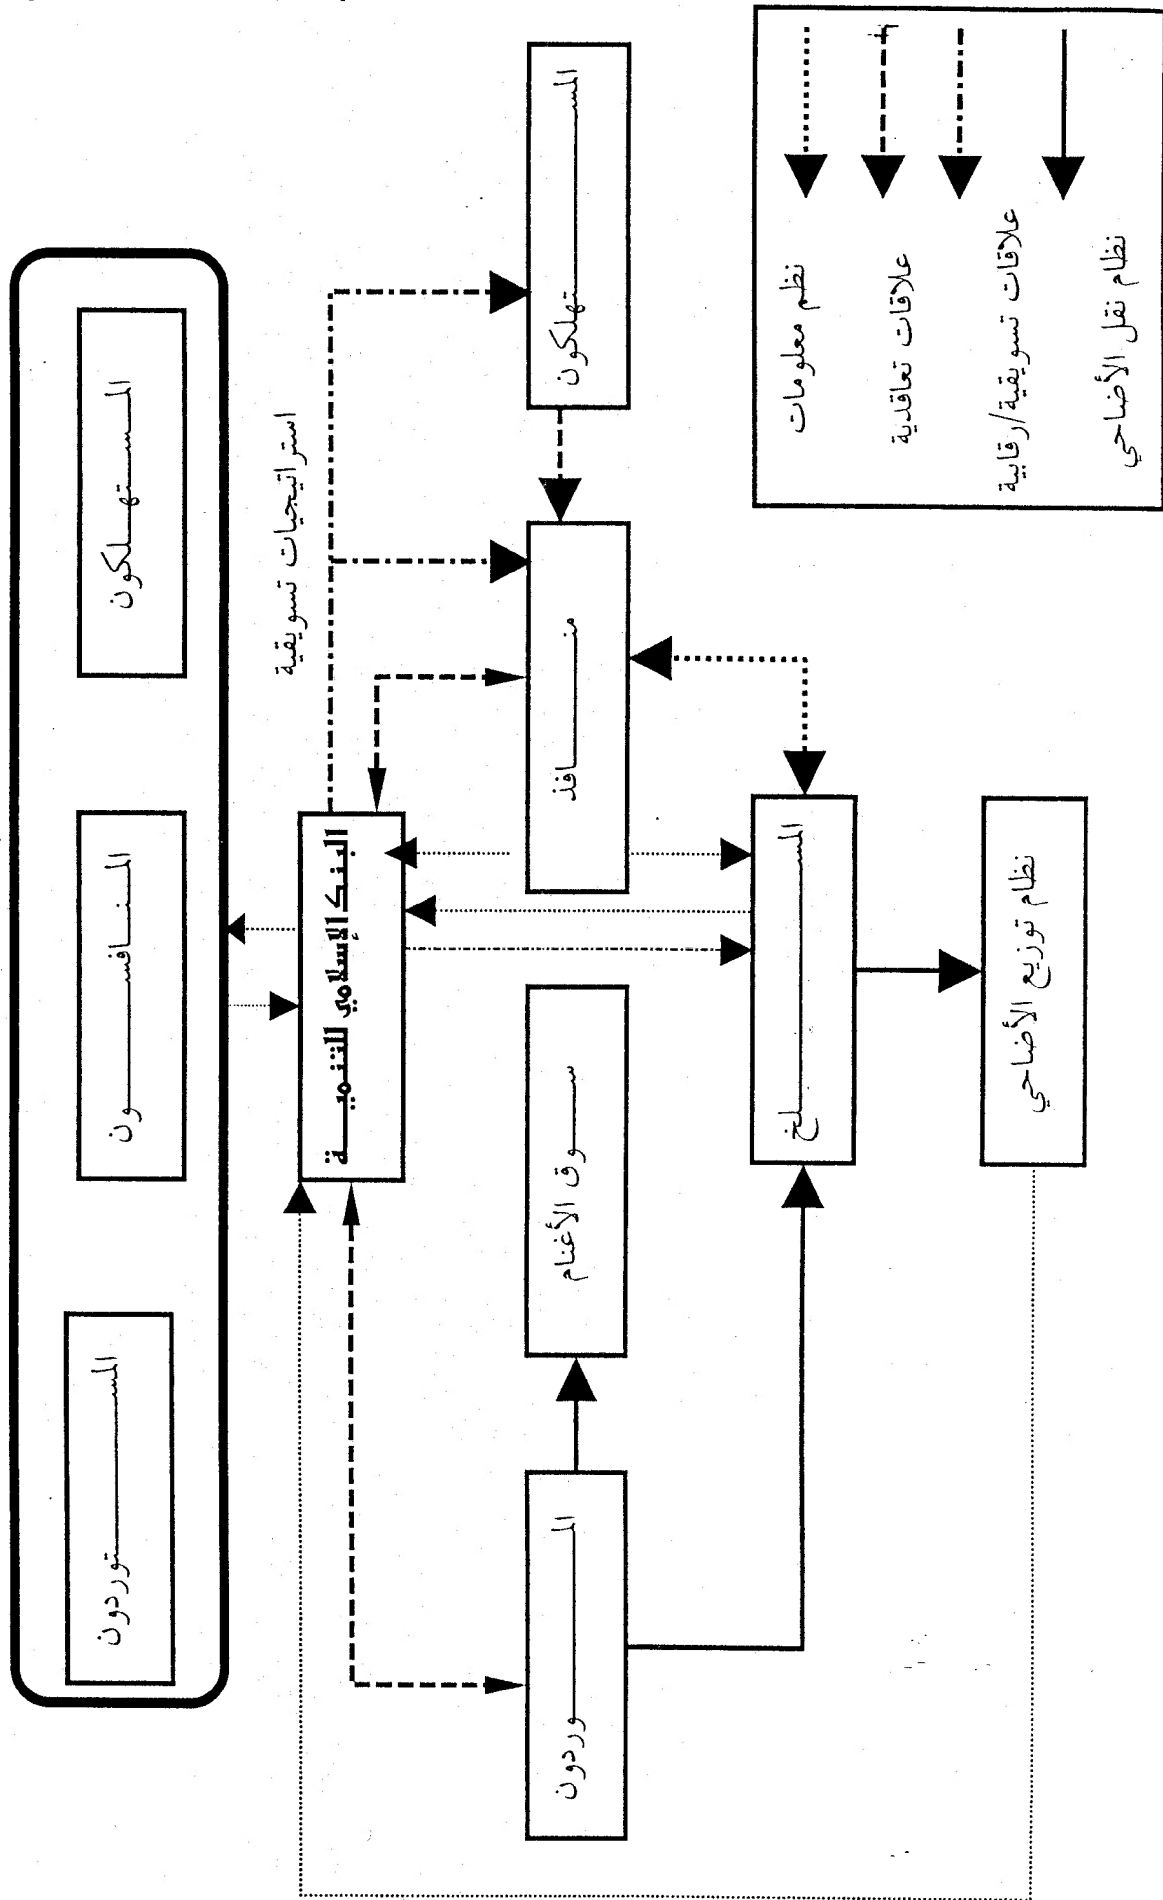 المستهلكون
المنافسون
المستوردون
استراتيجيات تسويقية
البنك الإسلامي للتنمية
المستهلكون
منافذ
سوق الأغنام
الموردون
المسلخ
نظام توزيع الأضاحي
نظم معلومات
علاقات تعاقدية
علاقات تسويقية/رقابية
نظام نقل الأضاحي